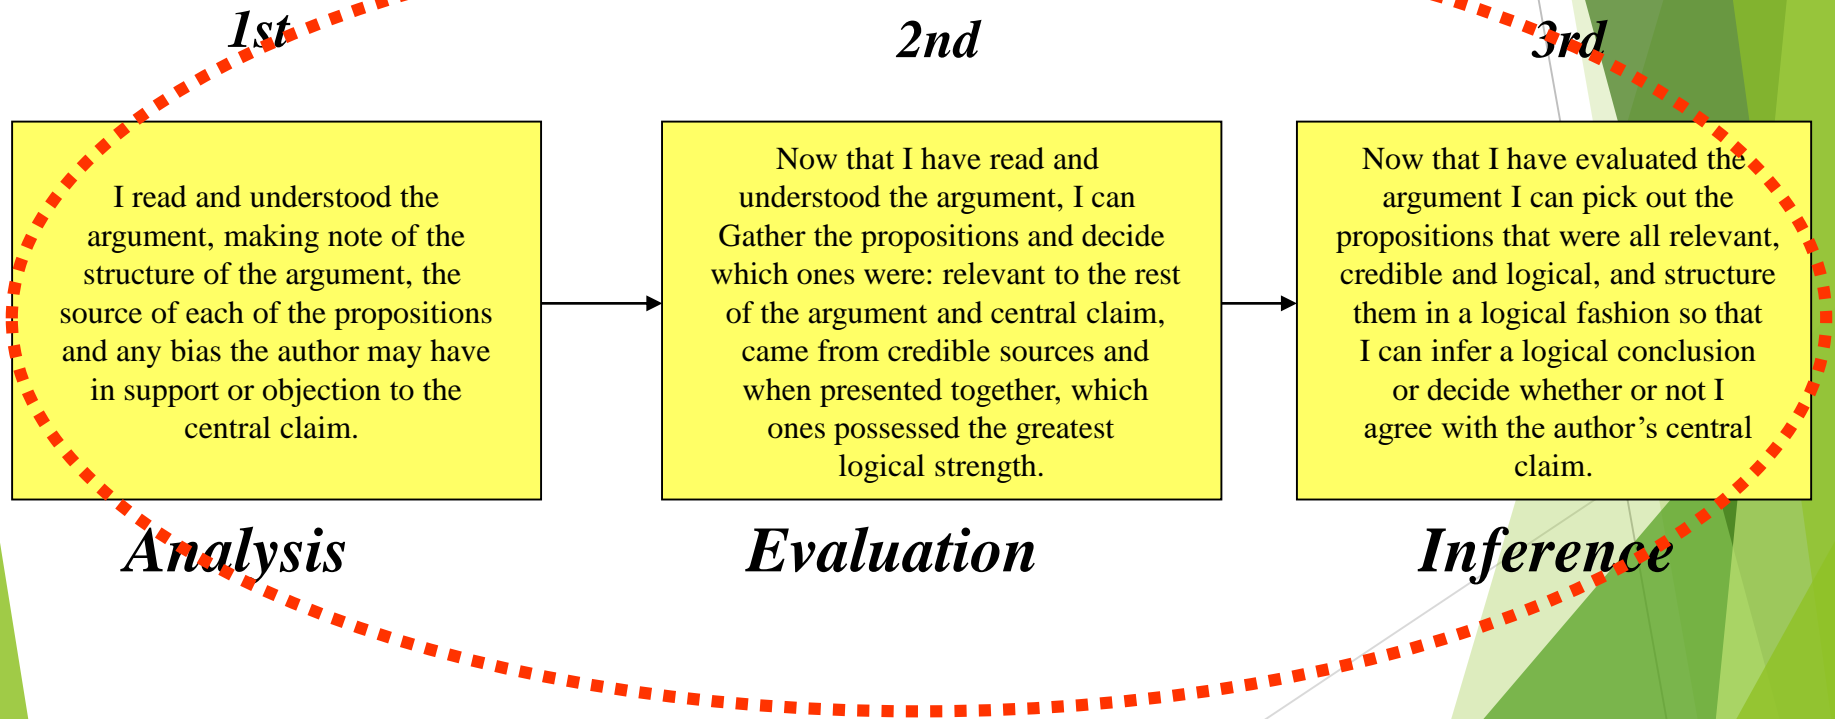 1st
2nd
3rd
I read and understood the
argument, making note of the
structure of the argument, the
source of each of the propositions
and any bias the author may have
in support or objection to the
central claim.
Now that I have read and
understood the argument, I can
Gather the propositions and decide
which ones were: relevant to the rest
of the argument and central claim,
came from credible sources and
when presented together, which
ones possessed the greatest
logical strength.
Now that I have evaluated the
argument I can pick out the
propositions that were all relevant,
credible and logical, and structure
them in a logical fashion so that
I can infer a logical conclusion
or decide whether or not I
agree with the author’s central
claim.
Analysis
Evaluation
Inference